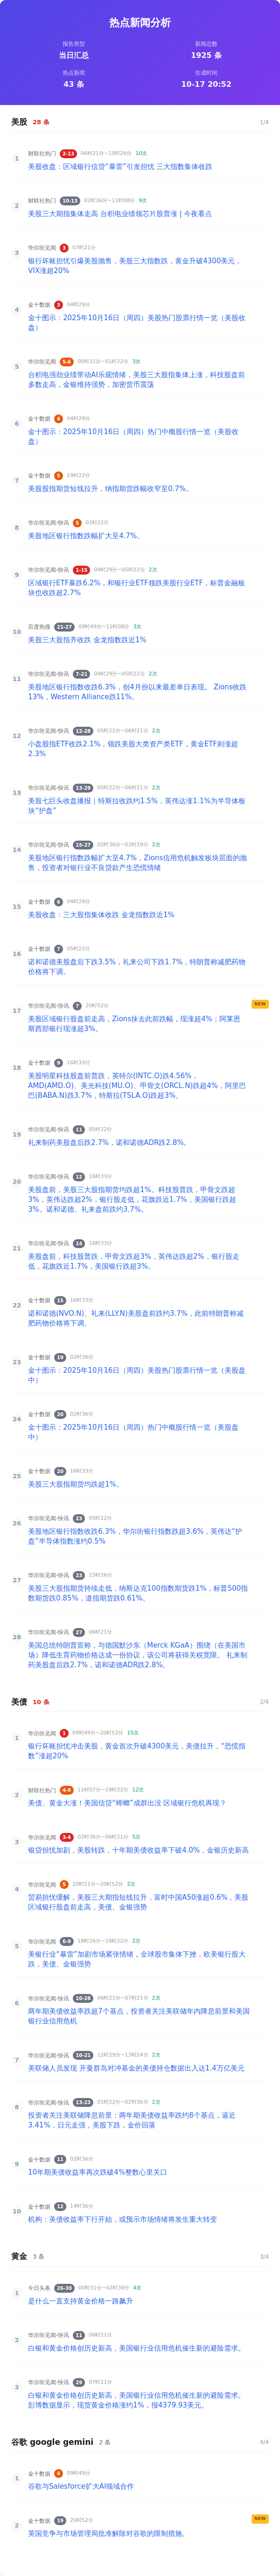 热点新闻分析
报告类型
当日汇总
新闻总数
1925 条
热点新闻
43 条
生成时间
10-17 20:52
美股 28 条 1/4
1
财联社热门 2-13 06时21分~15时26分 10次
美股收盘：区域银行信贷“暴雷”引发担忧 三大指数集体收跌
2
财联社热门 10-13 02时36分~11时08分 9次
美股三大期指集体走高 台积电业绩领芯片股普涨 | 今夜看点
3
华尔街见闻 3 07时21分
银行坏账担忧引爆美股抛售，美股三大指数跌，黄金升破4300美元，
VIX涨超20%
4
金十数据 3 04时29分
金十图示：2025年10月16日（周四）美股热门股票行情一览（美股收
盘）
5
华尔街见闻 5-6 00时31分~01时22分 3次
台积电强劲业绩带动AI乐观情绪，美股三大股指集体上涨，科技股盘前
多数走高，金银维持强势，加密货币震荡
6
金十数据 4 04时29分
金十图示：2025年10月16日（周四）热门中概股行情一览（美股收
盘）
7
金十数据 5 19时22分
美股股指期货短线拉升，纳指期货跌幅收窄至0.7%。
8
华尔街见闻-快讯 5 01时22分
美股地区银行指数跌幅扩大至4.7%。
9
华尔街见闻-快讯 1-15 04时29分~05时22分 2次
区域银行ETF暴跌6.2%，和银行业ETF领跌美股行业ETF，标普金融板
块也收跌超2.7%
10
百度热搜 21-27 09时49分~11时08分 3次
美股三大股指齐收跌 金龙指数跌近1%
11
华尔街见闻-快讯 7-21 04时29分~05时22分 2次
美股地区银行指数收跌6.3%，创4月份以来最差单日表现。 Zions收跌
13%，Western Alliance跌11%。
12
华尔街见闻-快讯 12-28 05时22分~06时21分 2次
小盘股指ETF收跌2.1%，领跌美股大类资产类ETF，黄金ETF则涨超
2.3%
13
华尔街见闻-快讯 13-29 05时22分~06时21分 2次
美股七巨头收盘播报｜特斯拉收跌约1.5%，英伟达涨1.1%为半导体板
块“护盘”
14
华尔街见闻-快讯 15-27 02时36分~03时19分 2次
美股地区银行指数跌幅扩大至4.7%，Zions信用危机触发板块层面的抛
售，投资者对银行业不良贷款产生恐慌情绪
15
金十数据 6 04时29分
美股收盘：三大股指集体收跌 金龙指数跌近1%
16
金十数据 7 05时22分
诺和诺德美股盘后下跌3.5%，礼来公司下跌1.7%，特朗普称减肥药物
价格将下调。
17
华尔街见闻-快讯 7 20时52分
美股区域银行股盘前走高，Zions抹去此前跌幅，现涨超4%；阿莱恩
斯西部银行现涨超3%。
NEW
18
金十数据 9 16时33分
美股明星科技股盘前普跌，英特尔(INTC.O)跌4.56%，
AMD(AMD.O)、美光科技(MU.O)、甲骨文(ORCL.N)跌超4%，阿里巴
巴(BABA.N)跌3.7%，特斯拉(TSLA.O)跌超3%。
19
华尔街见闻-快讯 11 05时22分
礼来制药美股盘后跌2.7%，诺和诺德ADR跌2.8%。
20
华尔街见闻-快讯 12 16时33分
美股盘前，美股三大股指期货均跌超1%。科技股普跌，甲骨文跌超
3%，英伟达跌超2%，银行股走低，花旗跌近1.7%，美国银行跌超
3%。诺和诺德、礼来盘前跌约3.7%。
21
华尔街见闻-快讯 14 16时33分
美股盘前，科技股普跌，甲骨文跌超3%，英伟达跌超2%，银行股走
低，花旗跌近1.7%，美国银行跌超3%。
22
金十数据 15 16时33分
诺和诺德(NVO.N)、礼来(LLY.N)美股盘前跌约3.7%，此前特朗普称减
肥药物价格将下调。
23
金十数据 19 02时36分
金十图示：2025年10月16日（周四）美股热门股票行情一览（美股盘
中）
24
金十数据 20 02时36分
金十图示：2025年10月16日（周四）热门中概股行情一览（美股盘
中）
25
金十数据 20 16时33分
美股三大股指期货均跌超1%。
26
华尔街见闻-快讯 23 05时22分
美股地区银行指数收跌6.3%，华尔街银行指数跌超3.6%，英伟达“护
盘”半导体指数涨约0.5%
27
华尔街见闻-快讯 23 15时26分
美股三大股指期货持续走低，纳斯达克100指数期货跌1%，标普500指
数期货跌0.85%，道指期货跌0.61%。
28
华尔街见闻-快讯 27 06时21分
美国总统特朗普宣称，与德国默沙东（Merck KGaA）围绕（在美国市
场）降低生育药物价格达成一份协议，该公司将获得关税宽限。 礼来制
药美股盘后跌2.7%，诺和诺德ADR跌2.8%。
美债 10 条 2/4
1
华尔街见闻 1 09时49分~20时52分 15次
银行坏账担忧冲击美股，黄金首次升破4300美元，美债拉升，“恐慌指
数”涨超20%
2
财联社热门 4-9 11时07分~19时22分 12次
美债、黄金大涨！美国信贷“蟑螂”成群出没 区域银行危机再现？
3
华尔街见闻 3-4 02时36分~06时21分 5次
银贷担忧加剧，美股转跌，十年期美债收益率下破4.0%，金银历史新高
4
华尔街见闻 5 20时51分~20时52分 2次
贸易担忧缓解，美股三大期指短线拉升，富时中国A50涨超0.6%，美股
区域银行股盘前走高，美债、金银强势
5
华尔街见闻 6-9 18时26分~19时22分 2次
美银行业“暴雷”加剧市场紧张情绪，全球股市集体下挫，欧美银行股大
跌，美债、金银强势
6
华尔街见闻-快讯 10-28 06时21分~07时21分 2次
两年期美债收益率跌超7个基点，投资者关注美联储年内降息前景和美国
银行业信用危机
7
华尔街见闻-快讯 10-21 12时29分~13时24分 2次
美联储人员发现 开曼群岛对冲基金的美债持仓数据出入达1.4万亿美元
8
华尔街见闻-快讯 13-23 01时22分~02时36分 2次
投资者关注美联储降息前景：两年期美债收益率跌约8个基点，逼近
3.41%，日元走强，美股下跌，金价回落
9
金十数据 11 02时36分
10年期美债收益率再次跌破4%整数心里关口
10
金十数据 12 14时36分
机构：美债收益率下行开始，或预示市场情绪将发生重大转变
黄金 3 条 3/4
1
今日头条 26-30 00时31分~02时36分 4次
是什么一直支持黄金价格一路飙升
2
华尔街见闻-快讯 11 06时21分
白银和黄金价格创历史新高，美国银行业信用危机催生新的避险需求。
3
华尔街见闻-快讯 29 07时21分
白银和黄金价格创历史新高，美国银行业信用危机催生新的避险需求。
彭博数据显示，现货黄金价格涨约1%，报4379.93美元。
谷歌 google gemini 2 条 4/4
1
金十数据 4 09时49分
谷歌与Salesforce扩大AI领域合作
2
金十数据 19 20时52分
英国竞争与市场管理局批准解除对谷歌的限制措施。
NEW